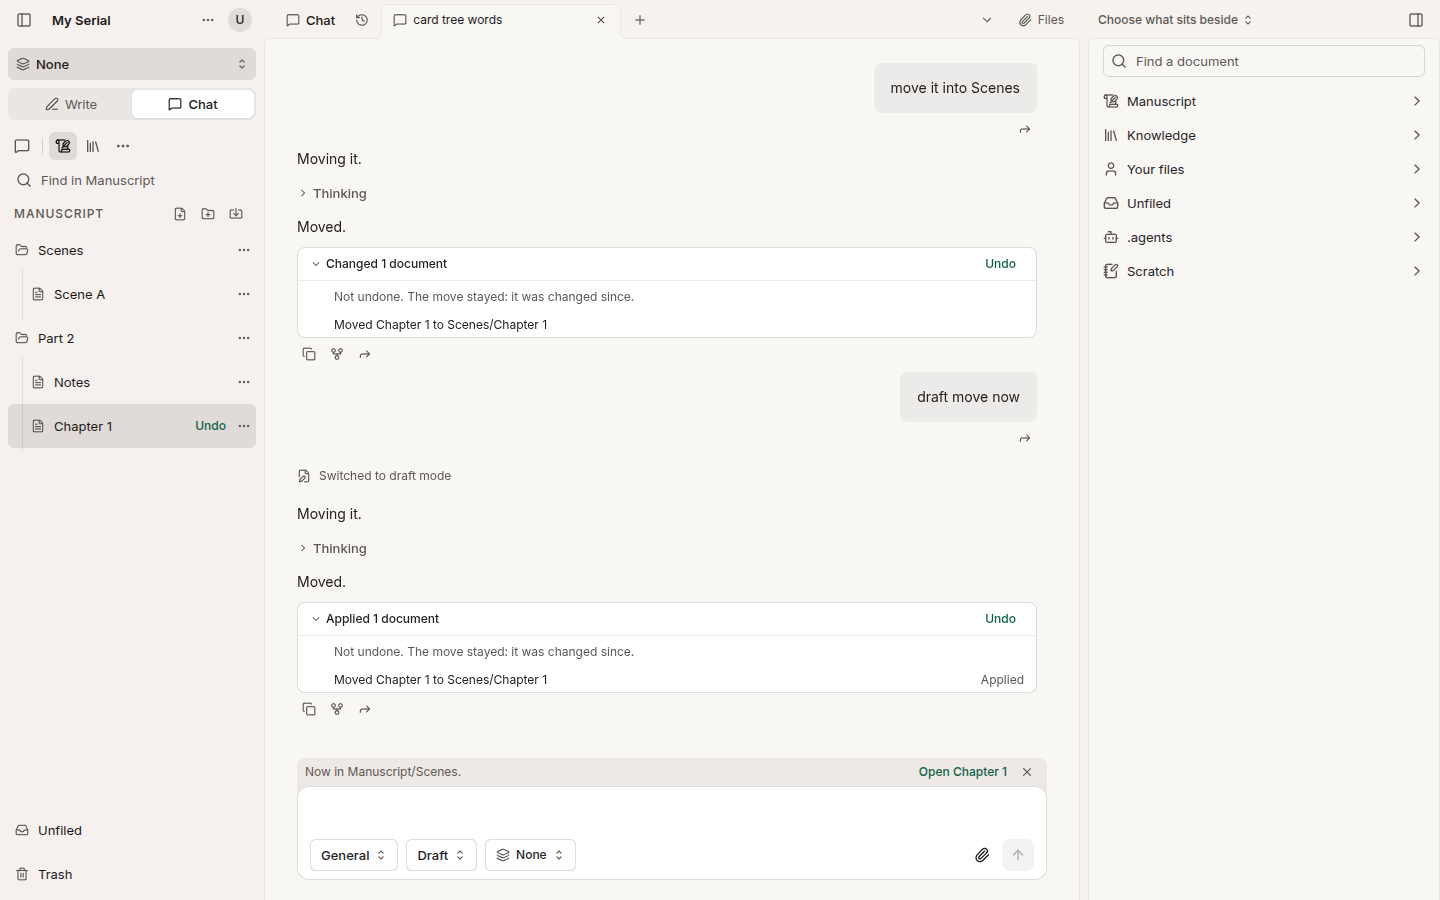 My Serial
U
None
Write
Chat
Find in Manuscript
MANUSCRIPT
Scenes
Scene A
Part 2
Notes
Chapter 1
Undo
Unfiled
Trash
Chat
card tree words
Files
move it into Scenes
Moving it.
Thinking
Moved.
Changed 1 document
Undo
Not undone. The move stayed: it was changed since.
Moved Chapter 1 to Scenes/Chapter 1
draft move now
Switched to draft mode
Moving it.
Thinking
Moved.
Applied 1 document
Undo
Not undone. The move stayed: it was changed since.
Moved Chapter 1 to Scenes/Chapter 1
Applied
Now in Manuscript/Scenes.
Open Chapter 1
General
Draft
None
Choose what sits beside
Find a document
Manuscript
Knowledge
Your files
Unfiled
.agents
Scratch